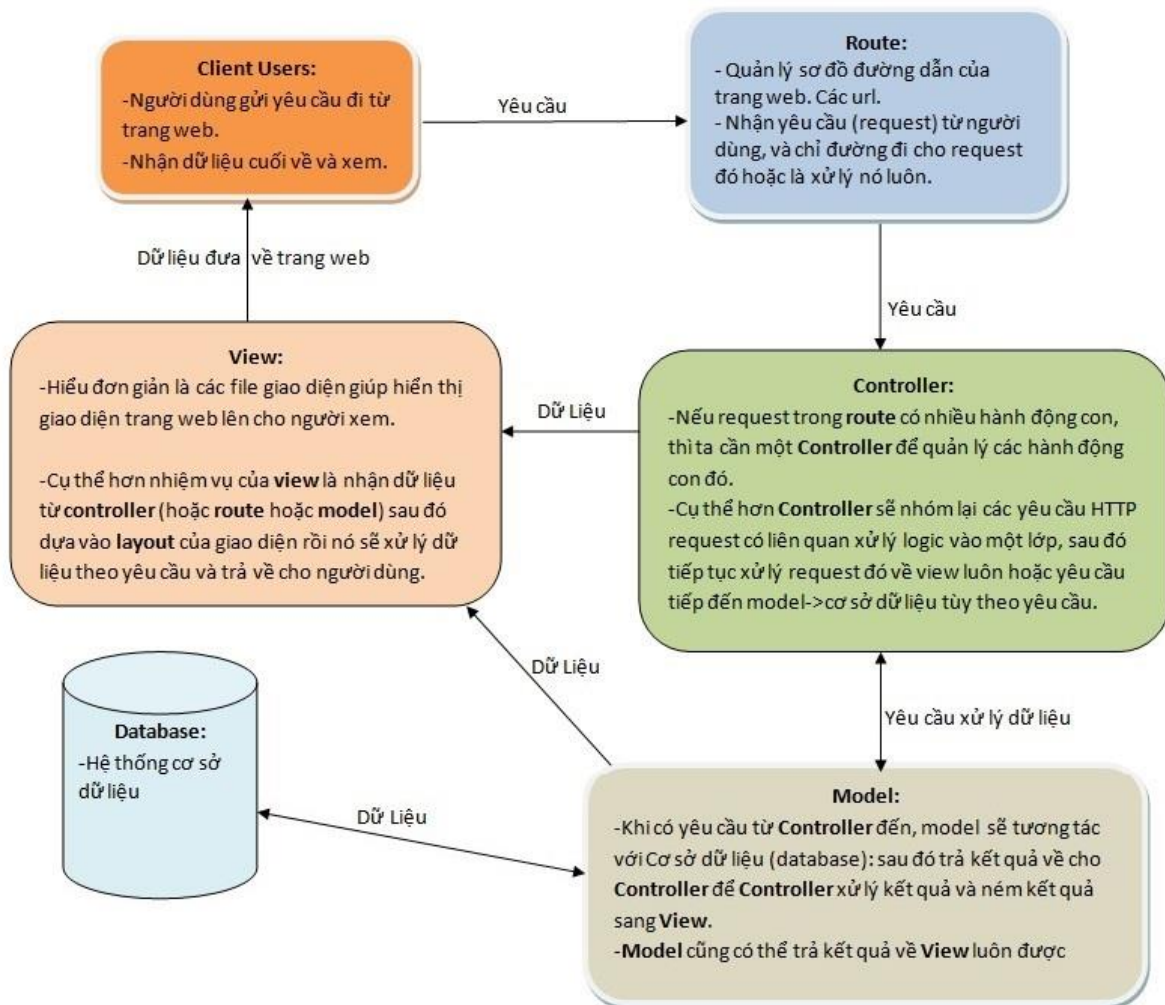 Client Users:
-Người dùng gửi yêu cầu đi từ
trang web.
-Nhận dữ liệu cuối về và xem.
Yêu cầu
Route:
- Quản lý sơ đồ đường dẫn của
trang web. Các url.
- Nhận yêu cầu (request) từ người
dùng, và chỉ đường đi cho request
đó hoặc là xử lý nó luôn.
Dữ liệu đưa về trang web
Yêu cầu
View:
-Hiểu đơn giản là các file giao diện giúp hiển thị
giao diện trang web lên cho người xem.
-Cụ thể hơn nhiệm vụ của view là nhận dữ liệu
từ controller (hoặc route hoặc model) sau đó
dựa vào layout của giao diện rồi nó sẽ xử lý dữ
liệu theo yêu cầu và trả về cho người dùng.
Dữ Liệu
Controller:
-Nếu request trong route có nhiều hành động con,
thì ta cần một Controller để quản lý các hành động
con đó.
-Cụ thể hơn Controller sẽ nhóm lại các yêu cầu HTTP
request có liên quan xử lý logic vào một lớp, sau đó
tiếp tục xử lý request đó về view luôn hoặc yêu cầu
tiếp đến model->cơ sở dữ liệu tùy theo yêu cầu.
Dữ Liệu
Yêu cầu xử lý dữ liệu
Database:
-Hệ thống cơ sở
dữ liệu
Dữ Liệu
Model:
-Khi có yêu cầu từ Controller đến, model sẽ tương tác
với Cơ sở dữ liệu (database): sau đó trả kết quả về cho
Controller để Controller xử lý kết quả và ném kết quả
sang View.
-Model cũng có thể trả kết quả về View luôn được